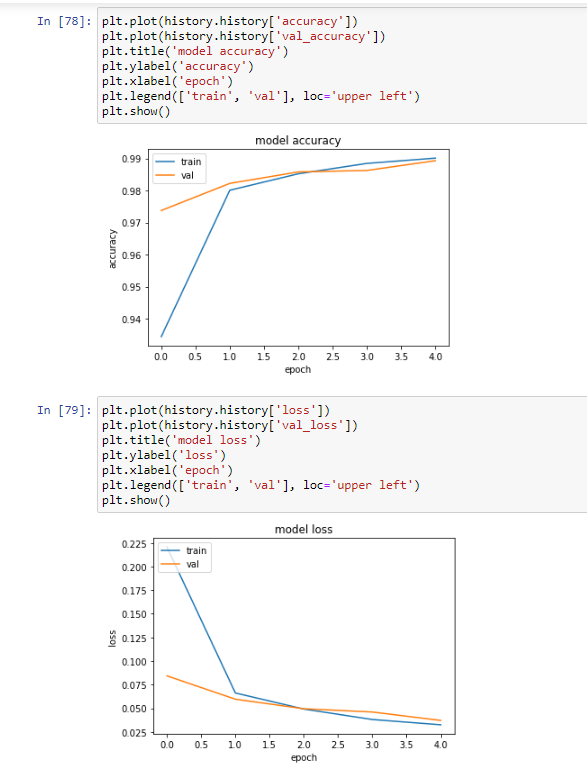 In [78]: plt.plot(history.history['accuracy'])
plt.plot(history.history['val_accuracy'])
plt.title('model accuracy')
plt.ylabel('accuracy')
plt.xlabel('epoch')
plt.legend(['train', 'val'], loc='upper left')
plt.show()
model accuracy
train
val
0.99
0.98
0.97
0.96
0.95
0.94
accuracy
0.0 0.5 1.0 1.5 2.0 2.5 3.0 3.5 4.0
epoch
In [79]: plt.plot(history.history['loss'])
plt.plot(history.history['val_loss'])
plt.title('model loss')
plt.ylabel('loss')
plt.xlabel('epoch')
plt.legend(['train', 'val'], loc='upper left')
plt.show()
model loss
train
val
0.225
0.200
0.175
0.150
0.125
0.100
0.075
0.050
0.025
loss
0.0 0.5 1.0 1.5 2.0 2.5 3.0 3.5 4.0
epoch